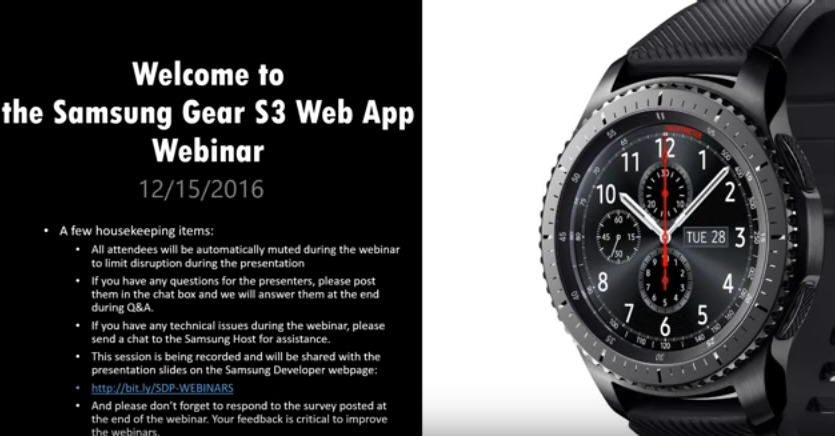 Welcome to
the Samsung Gear S3 Web App
Webinar
12/15/2016
• A few housekeeping items:
• All attendees will be automatically muted during the webinar
to limit disruption during the presentation
• If you have any questions for the presenters, please post
them in the chat box and we will answer them at the end
during Q&A.
• If you have any technical issues during the webinar, please
send a chat to the Samsung Host for assistance.
• This session is being recorded and will be shared with the
presentation slides on the Samsung Developer webpage:
• http://bit.ly/SDP-WEBINARS
• And please don't forget to respond to the survey posted at
the end of the webinar. Your feedback is critical to improve
the webinars.
12
11 1
10 2
TUE 28 3
8 4
7 5
6
60
45 P 15
30